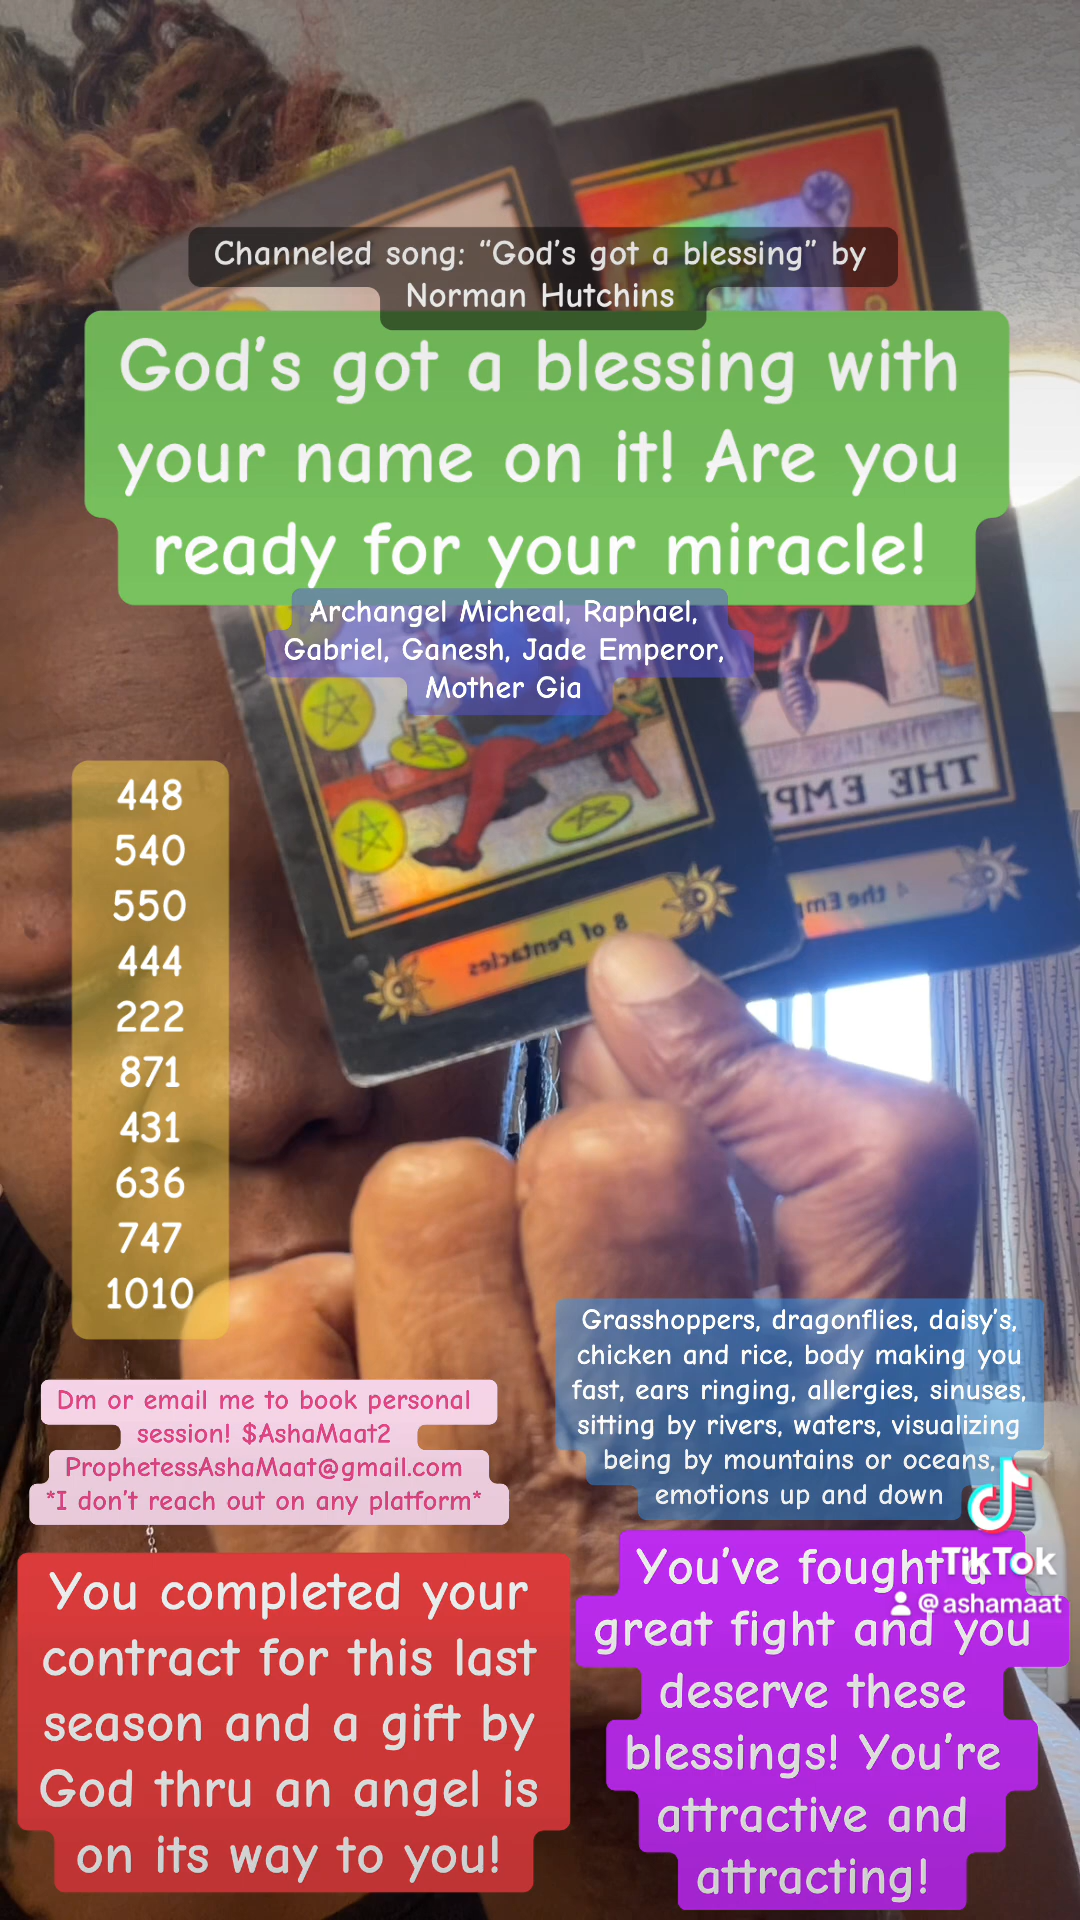 Channeled song: “God’s got a blessing” by
Norman Hutchins
God’s got a blessing with
your name on it! Are you
ready for your miracle!
Archangel Micheal, Raphael,
Gabriel, Ganesh, Jade Emperor,
Mother Gia
IV
THE EMP
4 the Em
8 of Pentacles
448
540
550
444
222
871
431
636
747
1010
Grasshoppers, dragonflies, daisy’s,
chicken and rice, body making you
fast, ears ringing, allergies, sinuses,
sitting by rivers, waters, visualizing
being by mountains or oceans,
emotions up and down
Dm or email me to book personal
session! $AshaMaat2
ProphetessAshaMaat@gmail.com
*I don’t reach out on any platform*
You completed your
contract for this last
season and a gift by
God thru an angel is
on its way to you!
You’ve fought a
great fight and you
deserve these
blessings! You’re
attractive and
attracting!
TikTok
@ashamaat